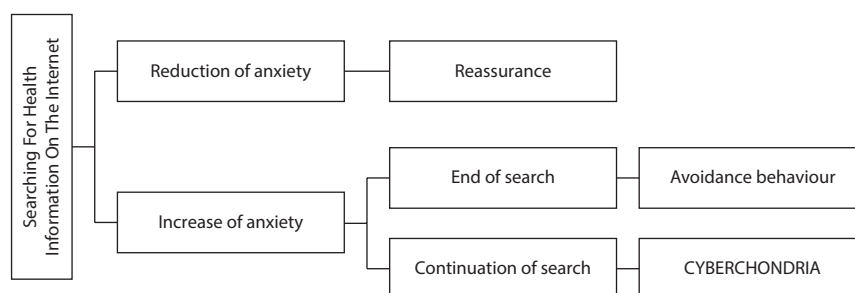 Searching For Health
Information On The Internet
Reduction of anxiety
Reassurance
Increase of anxiety
End of search
Avoidance behaviour
Continuation of search
CYBERCHONDRIA